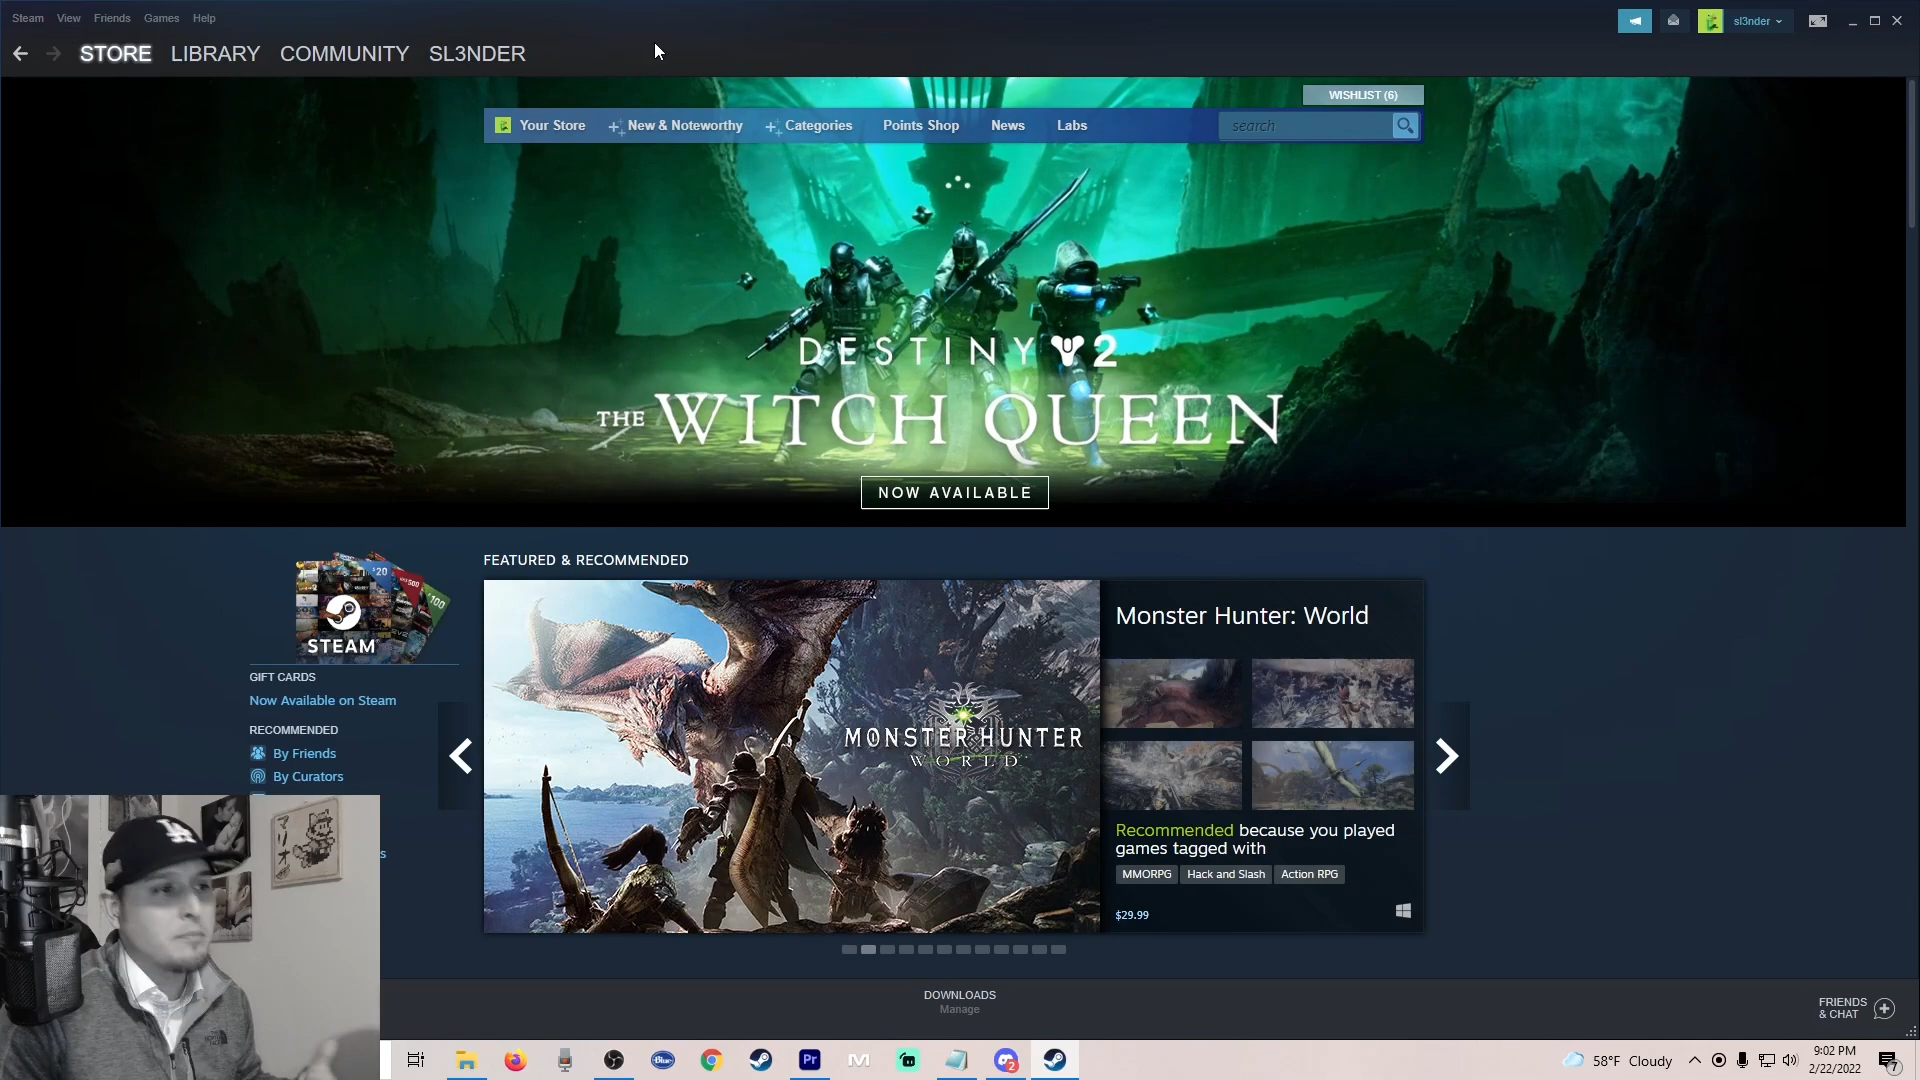 Steam View Friends Games Help
sl3nder
STORE LIBRARY COMMUNITY SL3NDER
WISHLIST (6)
Your Store New & Noteworthy Categories Points Shop News Labs search
DESTINY 2
THE WITCH QUEEN
NOW AVAILABLE
FEATURED & RECOMMENDED
STEAM
GIFT CARDS
Now Available on Steam
RECOMMENDED
By Friends
By Curators
MONSTER HUNTER
WORLD
Monster Hunter: World
Recommended because you played
games tagged with
MMORPG Hack and Slash Action RPG
$29.99
DOWNLOADS
Manage
FRIENDS
& CHAT
Blue
Pr
2
58°F Cloudy
9:02 PM
2/22/2022
7